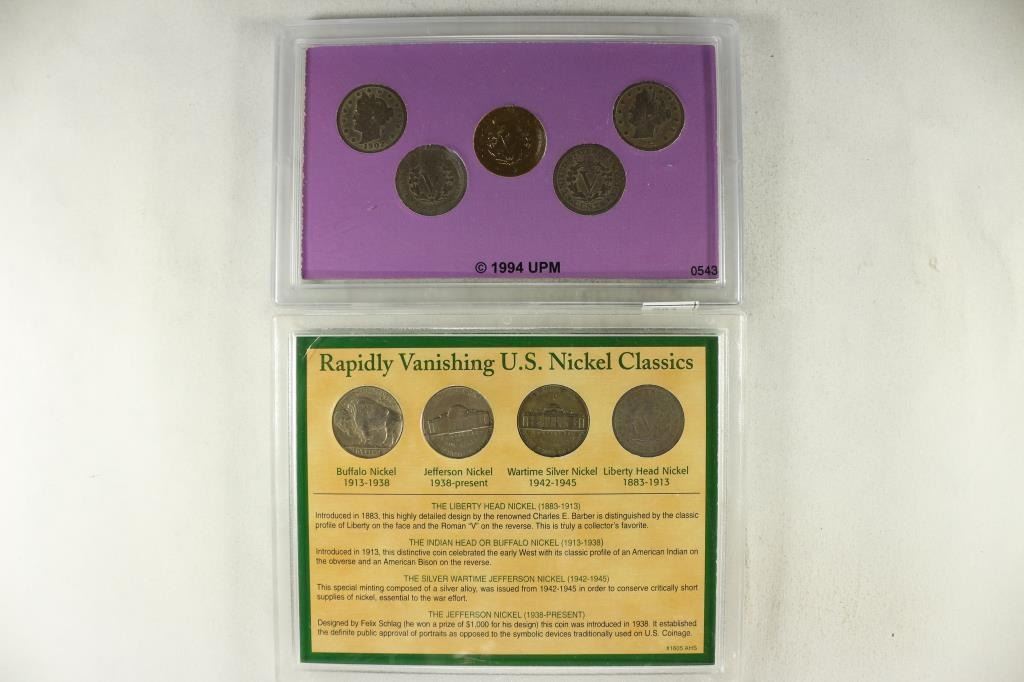 1907
V
V
V
© 1994 UPM
0543
Rapidly Vanishing U.S. Nickel Classics
Buffalo Nickel Jefferson Nickel Wartime Silver Nickel Liberty Head Nickel
1913-1938 1938-present 1942-1945 1883-1913
THE LIBERTY HEAD NICKEL (1883-1913)
Introduced in 1883, this highly detailed design by the renowned Charles E. Barber is distinguished by the classic
profile of Liberty on the face and the Roman "V" on the reverse. This is truly a collector's favorite.
THE INDIAN HEAD OR BUFFALO NICKEL (1913-1938)
Introduced in 1913, this distinctive coin celebrated the early West with its classic profile of an American Indian on
the obverse and an American Bison on the reverse.
THE SILVER WARTIME JEFFERSON NICKEL (1942-1945)
This special minting composed of a silver alloy, was issued from 1942-1945 in order to conserve critically short
supplies of nickel, essential to the war effort.
THE JEFFERSON NICKEL (1938-PRESENT)
Designed by Felix Schlag (he won a prize of $1,000 for his design) this coin was introduced in 1938. It established
the definite public approval of portraits as opposed to the symbolic devices traditionally used on U.S. Coinage.
#1605 AHS